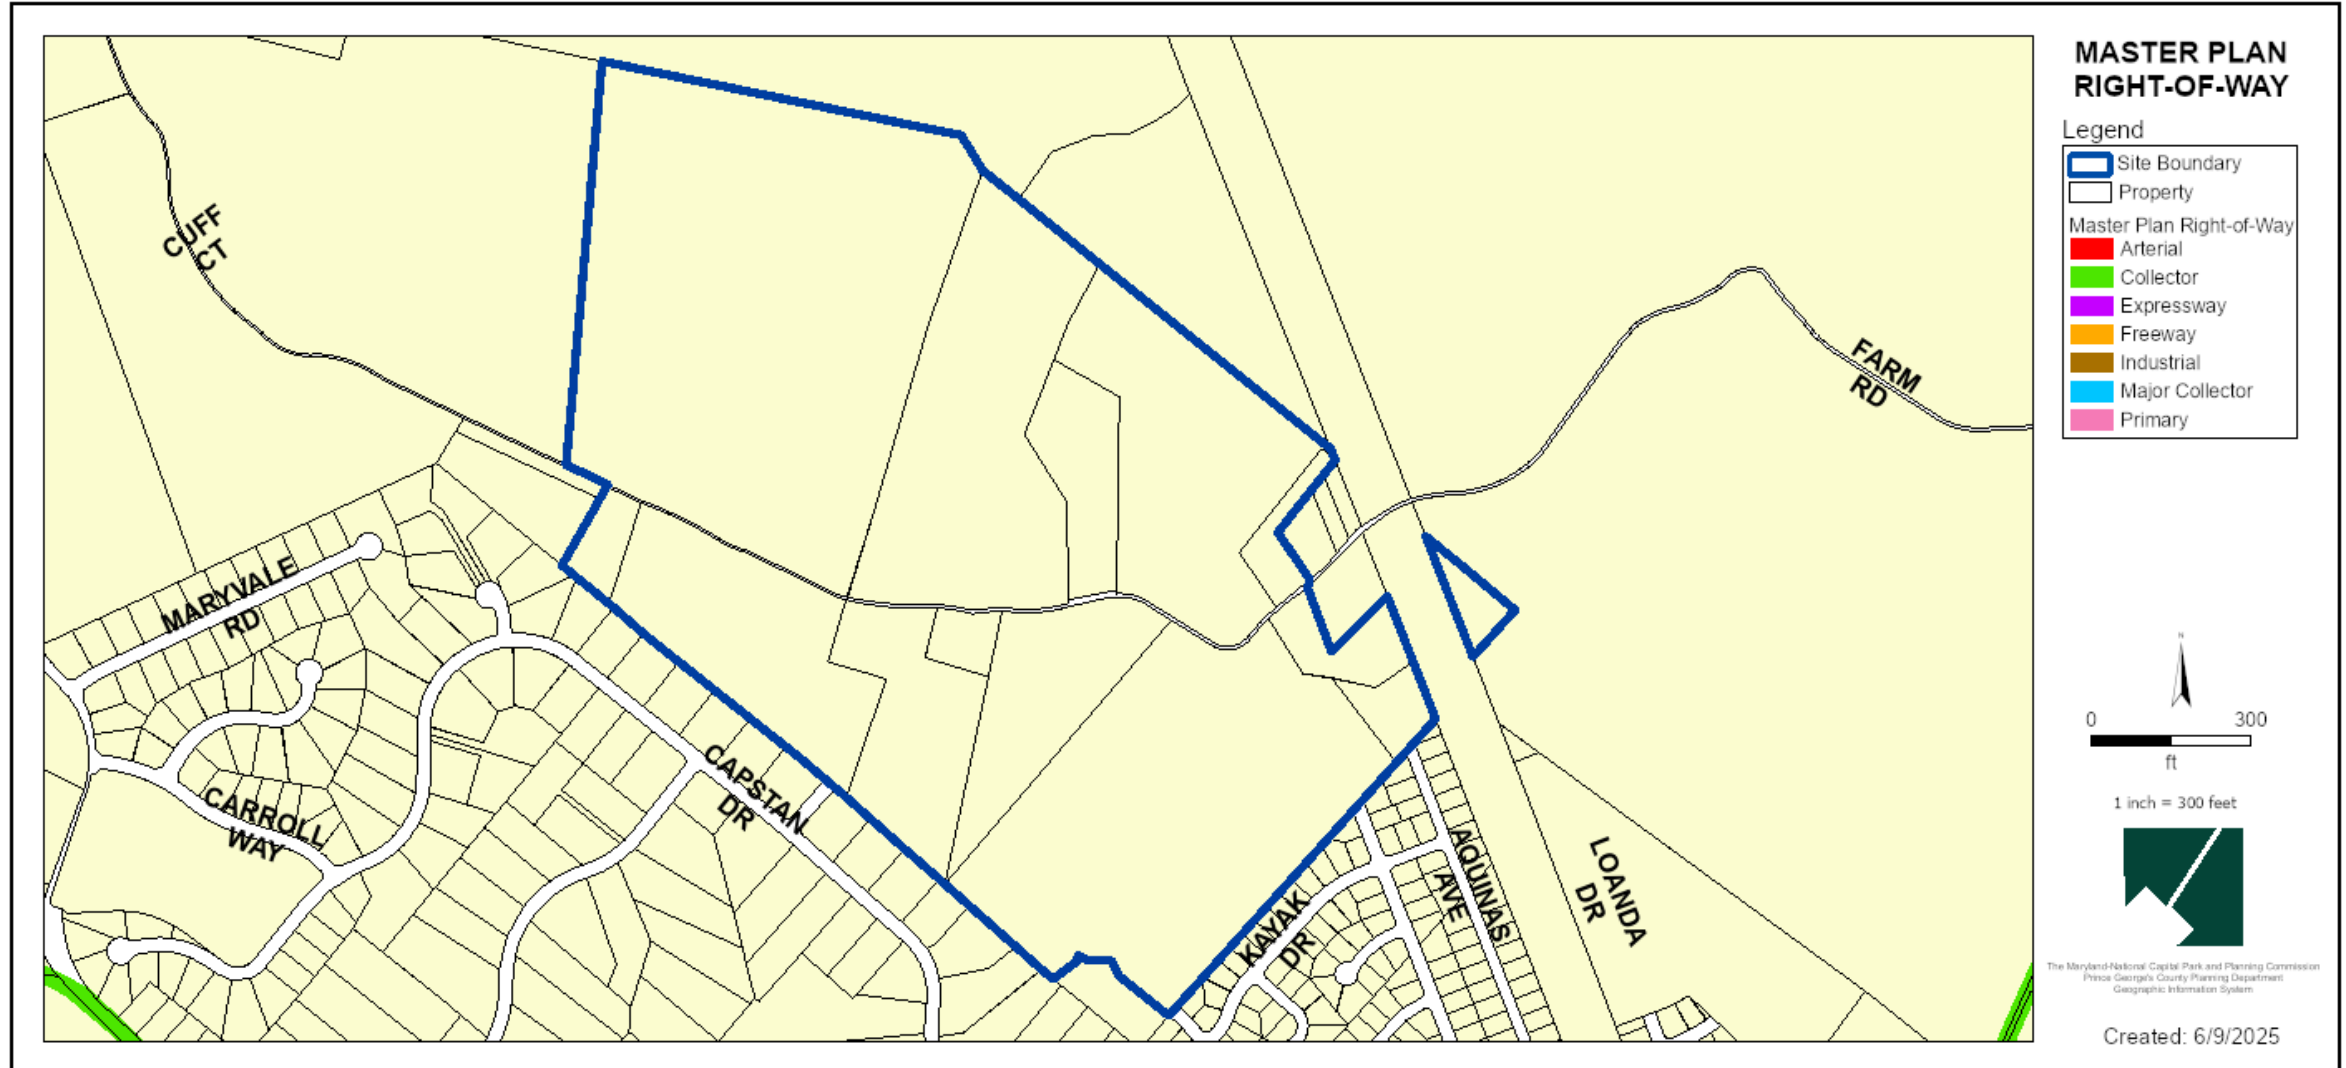 MASTER PLAN
RIGHT-OF-WAY
Legend
Site Boundary
Property
Master Plan Right-of-Way
Arterial
Collector
Expressway
Freeway
Industrial
Major Collector
Primary
CUFF
CT
FARM
RD
MARYVALE
RD
CARROLL
WAY
CAPSTAN
DR
KAYAK
DR
AQUINAS
AVE
LOANDA
DR
N
0 300
ft
1 inch = 300 feet
The Maryland-National Capital Park and Planning Commission
Prince George's County Planning Department
Geographic Information System
Created: 6/9/2025